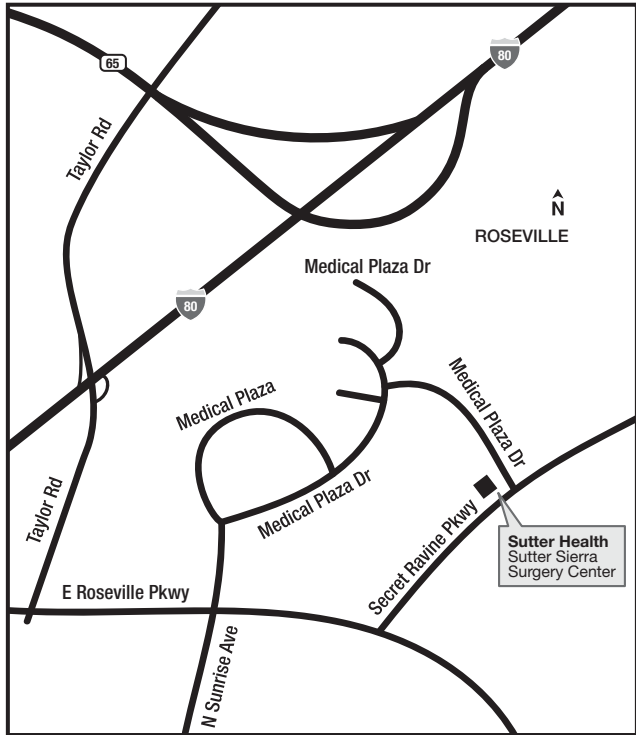 80
65
Taylor Rd
N
ROSEVILLE
Medical Plaza Dr
80
Medical Plaza
Medical Plaza Dr
Medical Plaza Dr
Taylor Rd
Secret Ravine Pkwy
Sutter Health
Sutter Sierra
Surgery Center
E Roseville Pkwy
N Sunrise Ave